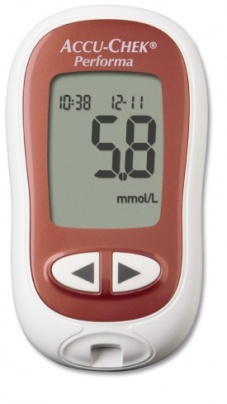 ACCU-CHEK®
Performa
10:38 12-11
5.8
mmol/L